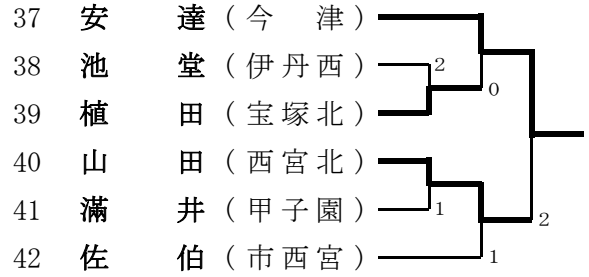 37 安 達 ( 今 津 )
38 池 堂 ( 伊 丹 西 )
2
0
39 植 田 ( 宝 塚 北 )
40 山 田 ( 西 宮 北 )
41 滿 井 ( 甲 子 園 )
1
2
42 佐 伯 ( 市 西 宮 )
1